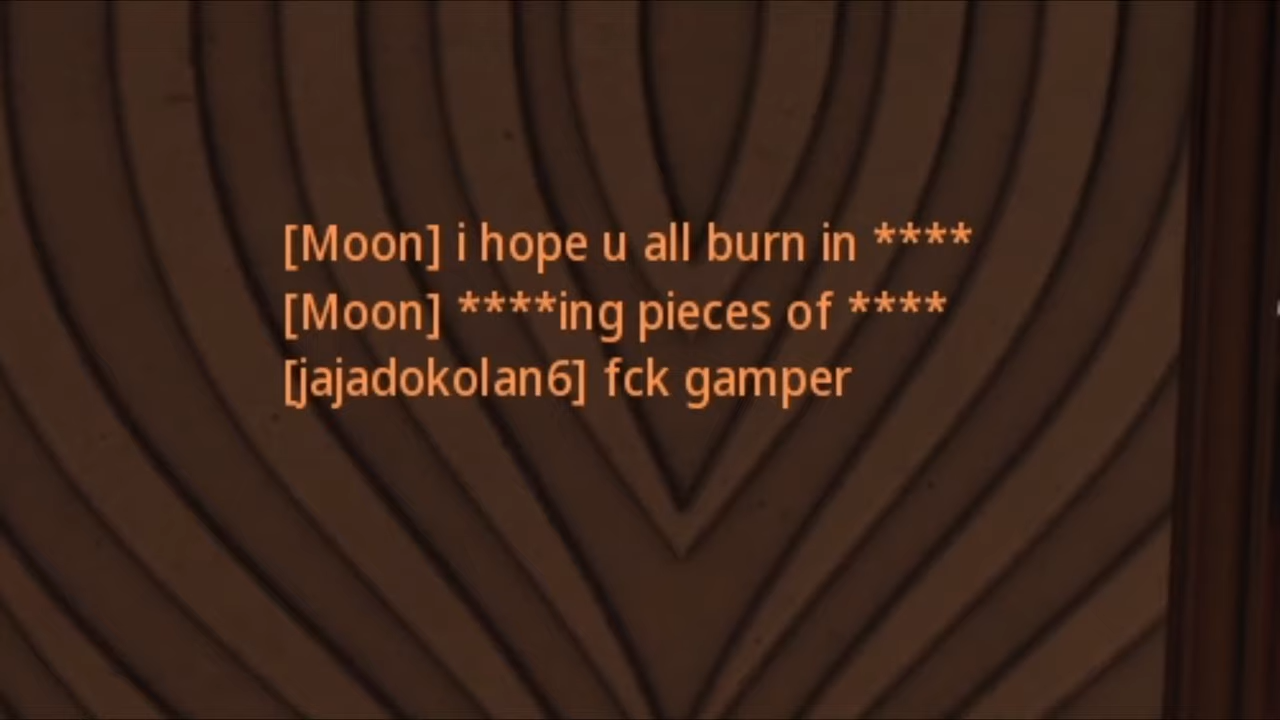 [Moon] i hope u all burn in ****
[Moon] ****ing pieces of ****
[jajadokolan6] fck gamper